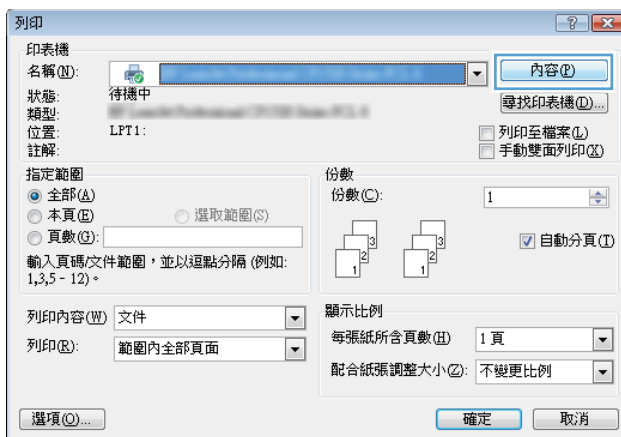 列印
印表機
名稱(N):
內容(P)
狀態: 待機中
尋找印表機(D)...
類型:
位置: LPT1:
列印至檔案(L)
註解:
手動雙面列印(X)
指定範圍
全部(A)
本頁(E) 選取範圍(S)
頁數(G):
輸入頁碼/文件範圍，並以逗點分隔 (例如:
1,3,5 - 12)。
份數
份數(C): 1
3 3
2 2
1 1
自動分頁(T)
列印內容(W) 文件
列印(R): 範圍內全部頁面
顯示比例
每張紙所含頁數(H) 1 頁
配合紙張調整大小(Z): 不變更比例
選項(O)... 確定 取消